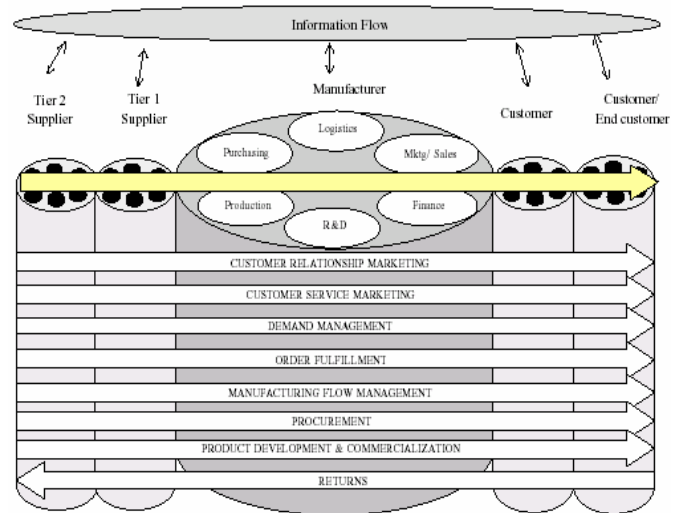 Information Flow
Tier 2
Supplier
Tier 1
Supplier
Manufacturer
Customer
Customer/
End customer
Logistics
Purchasing
Mktg/ Sales
Production
Finance
R&D
CUSTOMER RELATIONSHIP MARKETING
CUSTOMER SERVICE MARKETING
DEMAND MANAGEMENT
ORDER FULFILLMENT
MANUFACTURING FLOW MANAGEMENT
PROCUREMENT
PRODUCT DEVELOPMENT & COMMERCIALIZATION
RETURNS